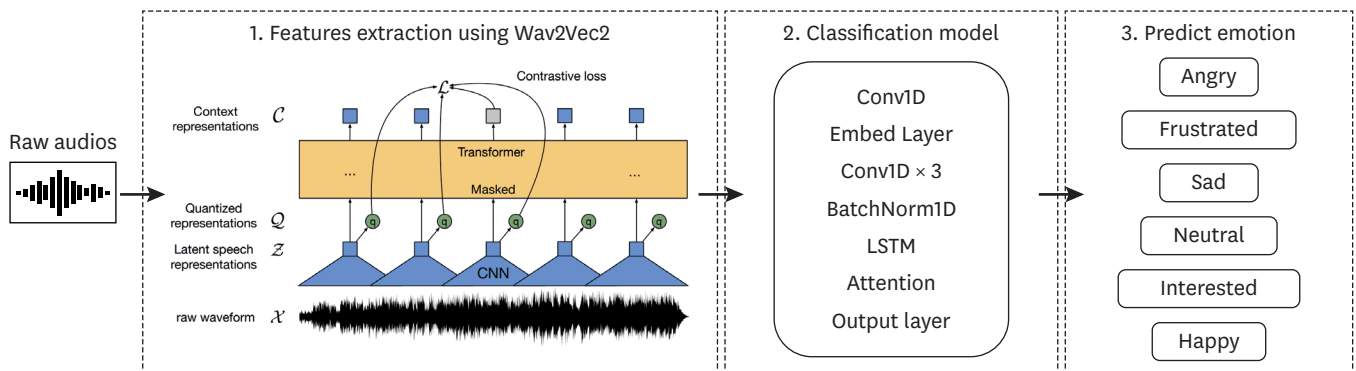 Raw audios
1. Features extraction using Wav2Vec2
Contrastive loss
ℒ
Context
representations
𝒞
Transformer
...
...
Masked
Quantized
representations
𝒬
q
q
q
q
q
Latent speech
representations
𝒵
CNN
raw waveform
𝒳
2. Classification model
Conv1D
Embed Layer
Conv1D × 3
BatchNorm1D
LSTM
Attention
Output layer
3. Predict emotion
Angry
Frustrated
Sad
Neutral
Interested
Happy